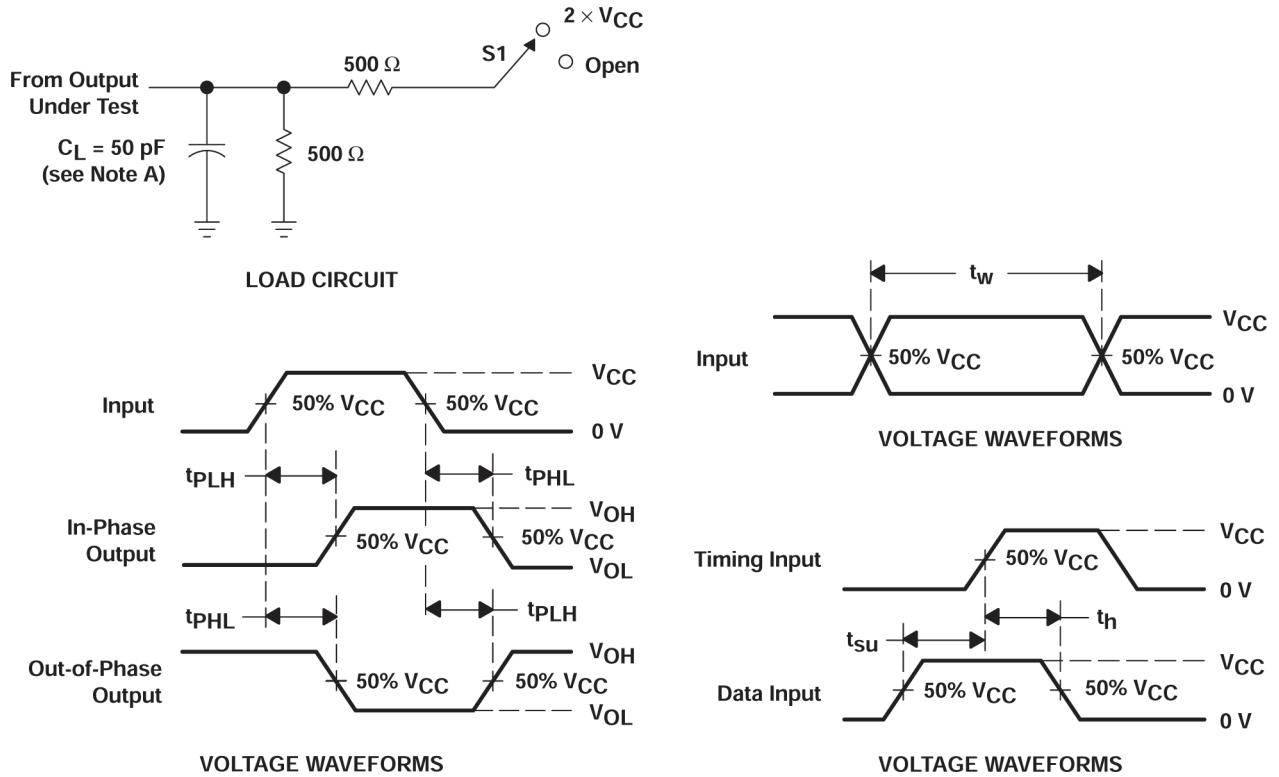 2 × VCC
S1
Open
500 Ω
From Output
Under Test
CL = 50 pF
(see Note A)
500 Ω
LOAD CIRCUIT
tw
VCC
Input
50% VCC
50% VCC
0 V
VOLTAGE WAVEFORMS
VCC
Input
50% VCC
50% VCC
0 V
tPLH
tPHL
VOH
In-Phase
Output
50% VCC
50% VCC
VOL
tPHL
tPLH
VOH
Out-of-Phase
Output
50% VCC
50% VCC
VOL
VOLTAGE WAVEFORMS
VCC
Timing Input
50% VCC
0 V
th
tsu
VCC
Data Input
50% VCC
50% VCC
0 V
VOLTAGE WAVEFORMS